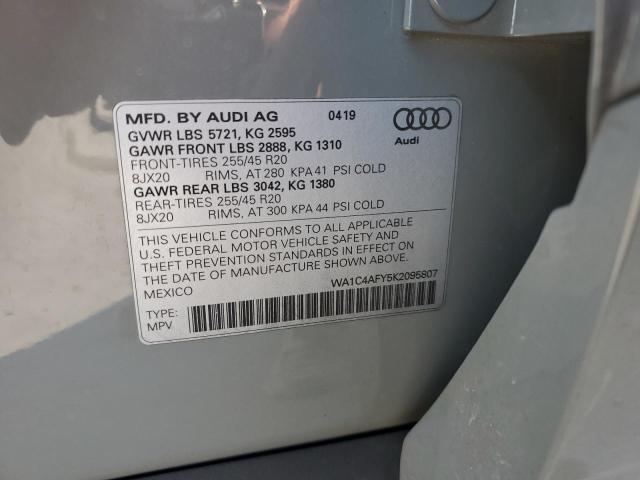 MFD. BY AUDI AG 0419
GVWR LBS 5721, KG 2595
GAWR FRONT LBS 2888, KG 1310
FRONT-TIRES 255/45 R20
8JX20 RIMS, AT 280 KPA 41 PSI COLD
GAWR REAR LBS 3042, KG 1380
REAR-TIRES 255/45 R20
8JX20 RIMS, AT 300 KPA 44 PSI COLD
Audi
THIS VEHICLE CONFORMS TO ALL APPLICABLE
U.S. FEDERAL MOTOR VEHICLE SAFETY AND
THEFT PREVENTION STANDARDS IN EFFECT ON
THE DATE OF MANUFACTURE SHOWN ABOVE.
MEXICO WA1C4AFY5K2095807
TYPE:
MPV